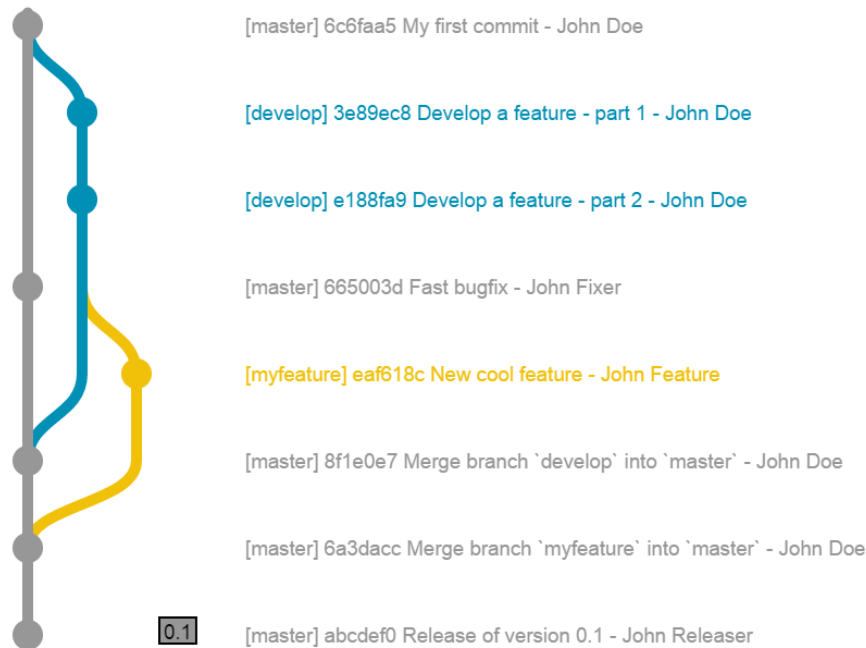 [master] 6c6faa5 My first commit - John Doe
[develop] 3e89ec8 Develop a feature - part 1 - John Doe
[develop] e188fa9 Develop a feature - part 2 - John Doe
[master] 665003d Fast bugfix - John Fixer
[myfeature] eaf618c New cool feature - John Feature
[master] 8f1e0e7 Merge branch `develop` into `master` - John Doe
[master] 6a3dacc Merge branch `myfeature` into `master` - John Doe
0.1 [master] abcdef0 Release of version 0.1 - John Releaser